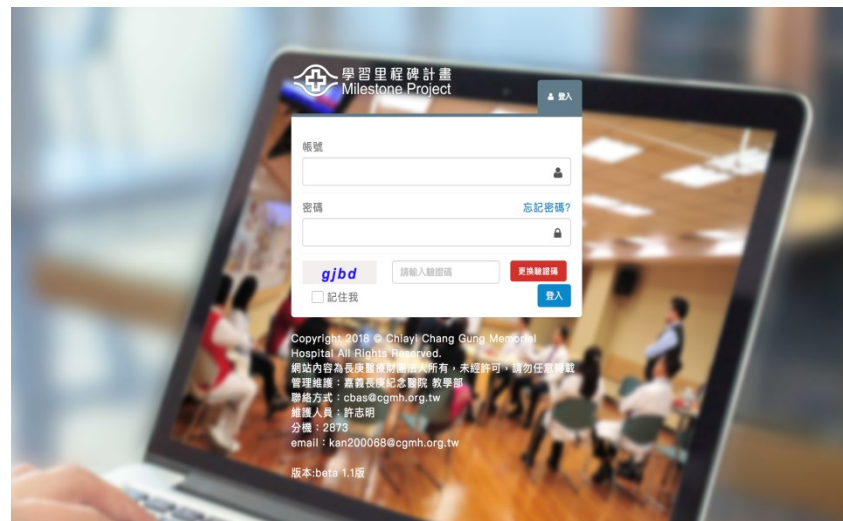 學習里程碑計畫
Milestone Project
登入
帳號
密碼 忘記密碼?
gjbd 請輸入驗證碼 更換驗證碼
記住我 登入
Copyright 2018 © Chiayi Chang Gung Memorial
Hospital All Rights Reserved.
網站內容為長庚醫療財團法人所有,未經許可,請勿任意轉載
管理維護:嘉義長庚紀念醫院 教學部
聯絡方式:cbas@cgmh.org.tw
維護人員:許志明
分機:2873
email:kan200068@cgmh.org.tw
版本:beta 1.1版